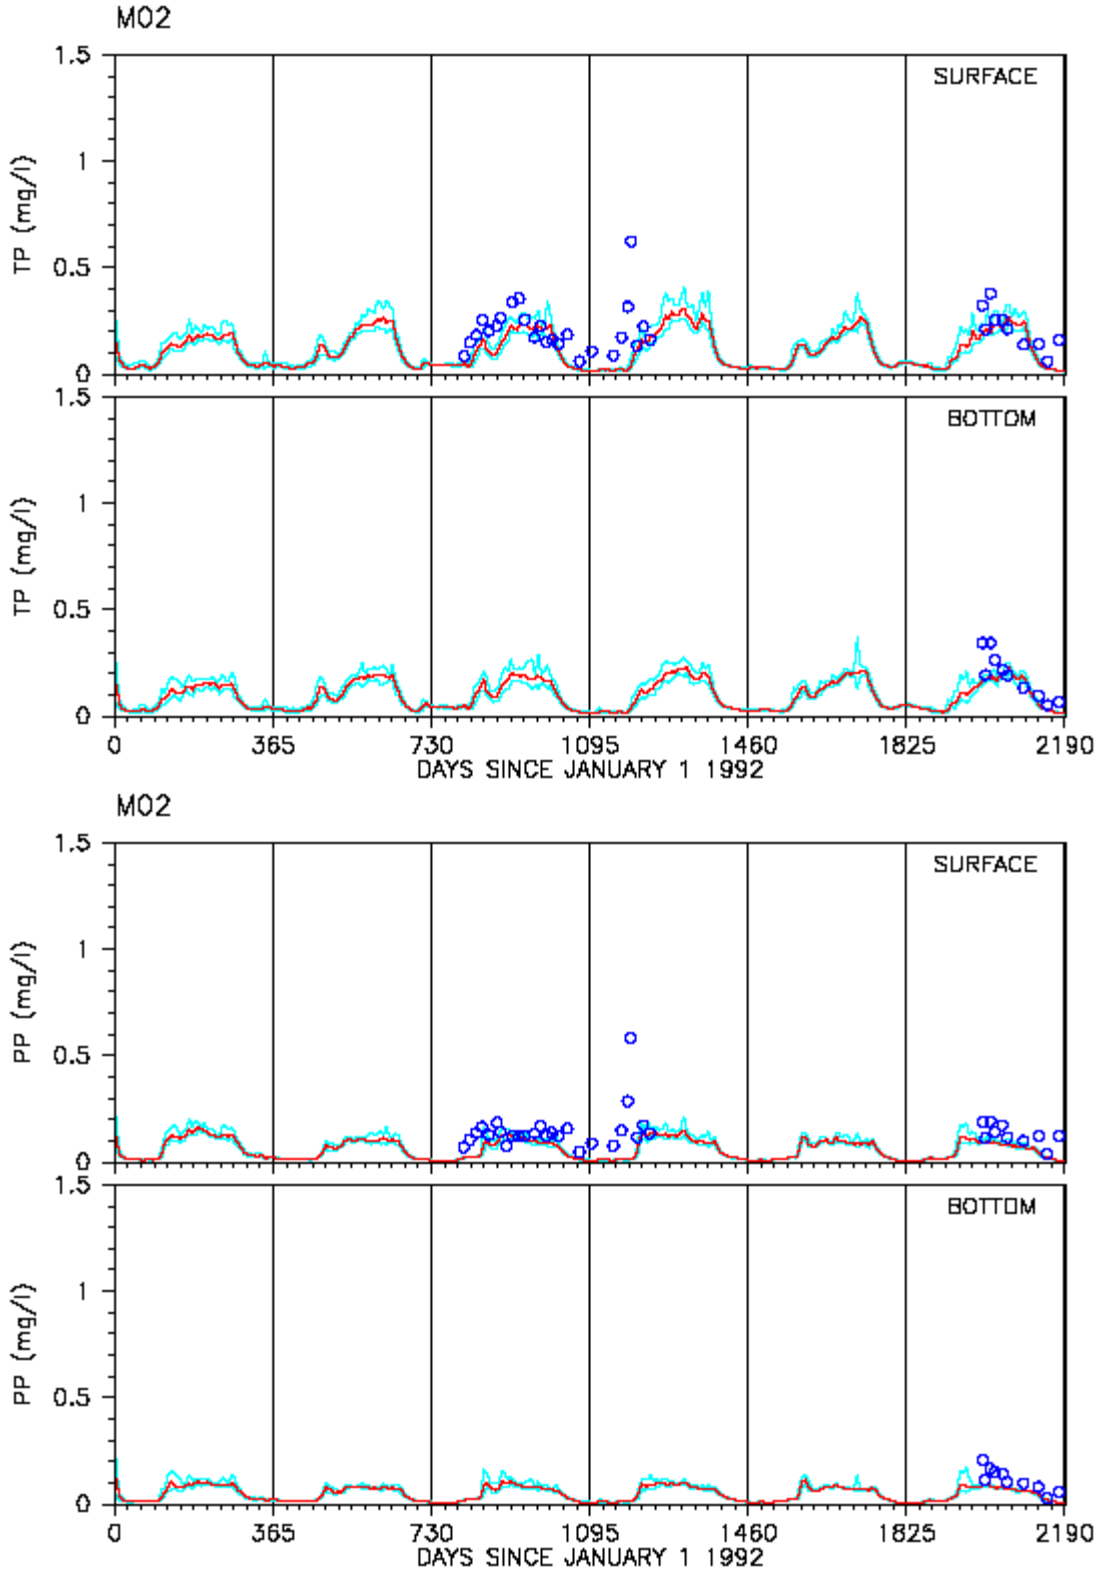 M02
1.5
SURFACE
1
TP (mg/l)
0.5
0
1.5
BOTTOM
1
TP (mg/l)
0.5
0
0 365 730 1095 1460 1825 2190
DAYS SINCE JANUARY 1 1992
M02
1.5
SURFACE
1
PP (mg/l)
0.5
0
1.5
BOTTOM
1
PP (mg/l)
0.5
0
0 365 730 1095 1460 1825 2190
DAYS SINCE JANUARY 1 1992